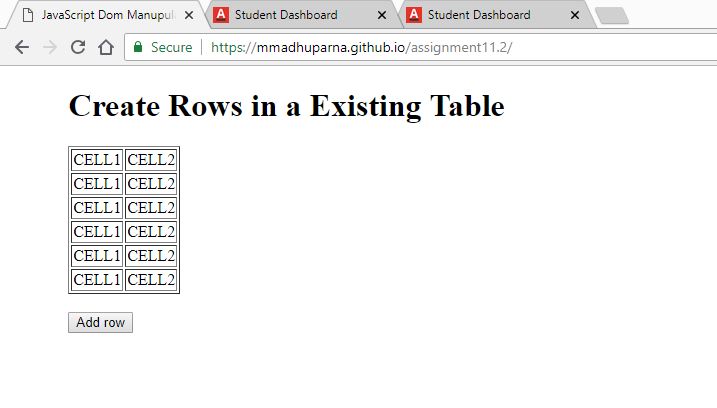 JavaScript Dom Manupul
Student Dashboard
Student Dashboard
Secure https://mmadhuparna.github.io/assignment11.2/
Create Rows in a Existing Table
CELL1 CELL2
CELL1 CELL2
CELL1 CELL2
CELL1 CELL2
CELL1 CELL2
CELL1 CELL2
Add row